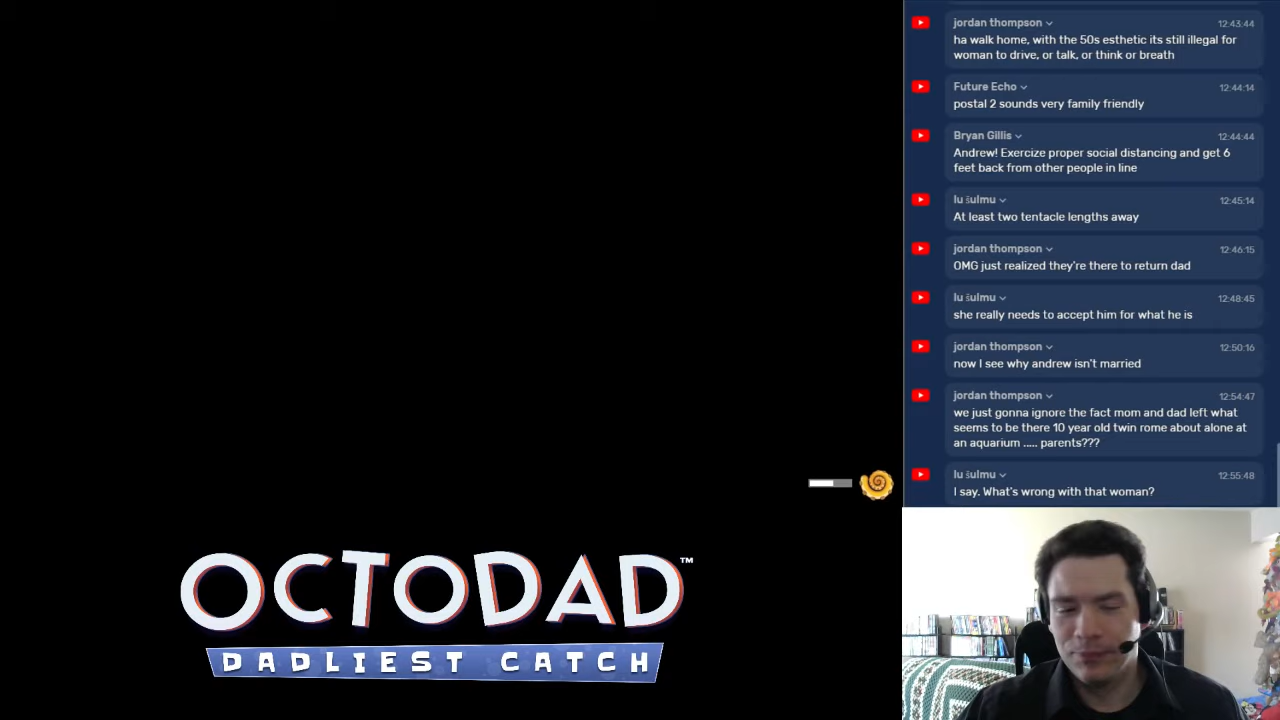 jordan thompson
12:43:44
ha walk home, with the 50s esthetic its still illegal for
woman to drive, or talk, or think or breath
Future Echo
12:44:14
postal 2 sounds very family friendly
Bryan Gillis
12:44:44
Andrew! Exercize proper social distancing and get 6
feet back from other people in line
lu šulmu
12:45:14
At least two tentacle lengths away
jordan thompson
12:46:15
OMG just realized they're there to return dad
lu šulmu
12:48:45
she really needs to accept him for what he is
jordan thompson
12:50:16
now I see why andrew isn't married
jordan thompson
12:54:47
we just gonna ignore the fact mom and dad left what
seems to be there 10 year old twin rome about alone at
an aquarium ..... parents???
lu šulmu
12:55:48
I say. What's wrong with that woman?
OCTODAD™
DADLIEST CATCH